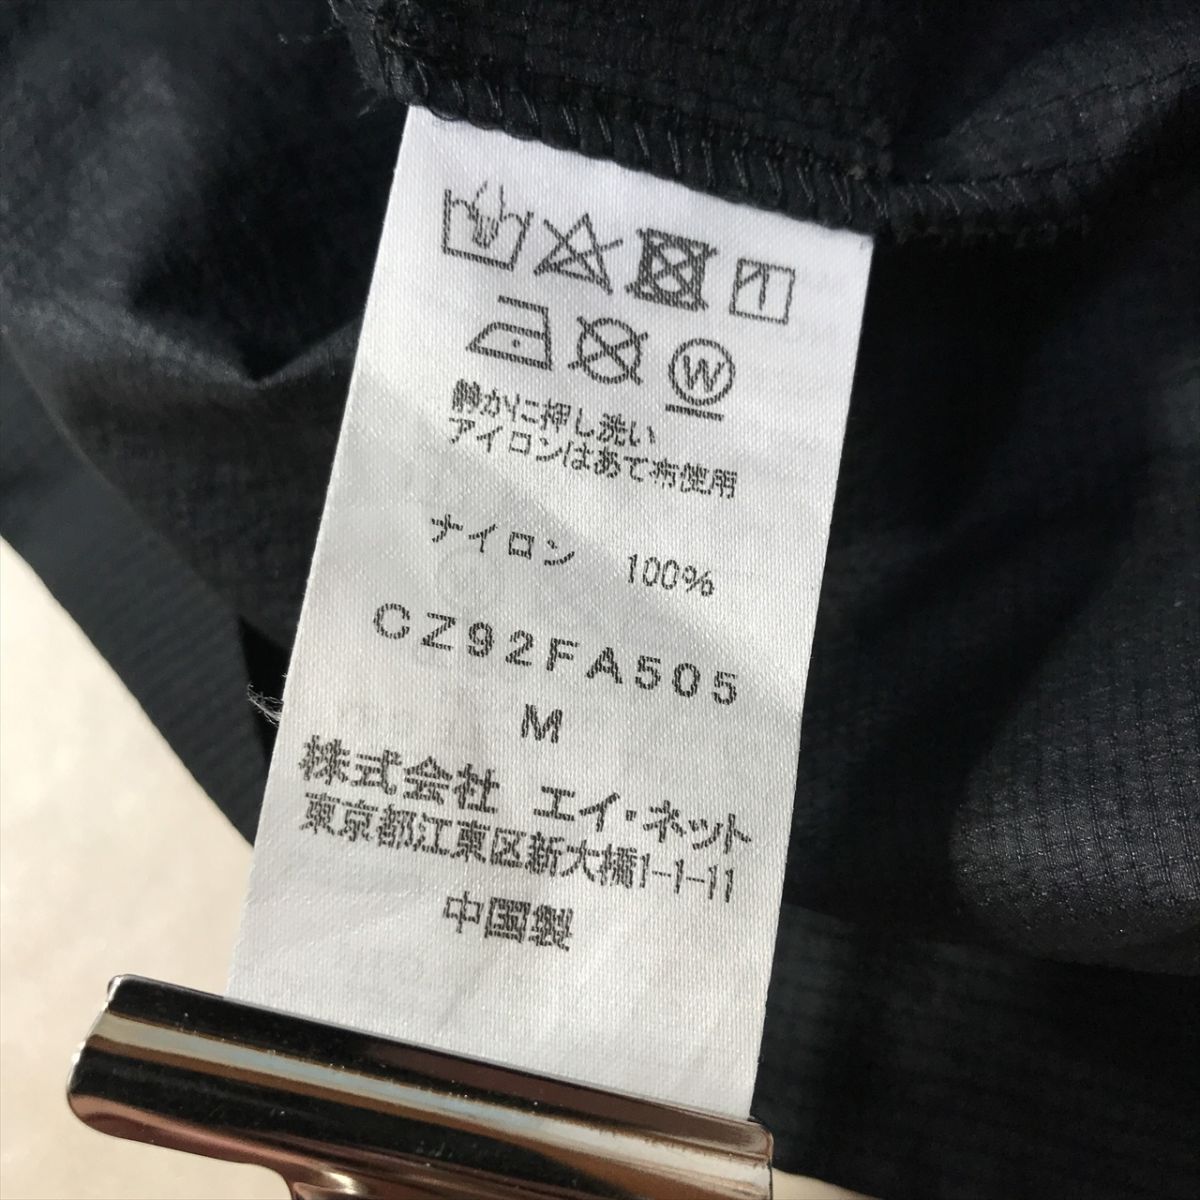 W
静かに押し洗い
アイロンはあて布使用
ナイロン 100%
CZ92FA505
M
株式会社 エイ・ネット
東京都江東区新大橋1-1-11
中国製